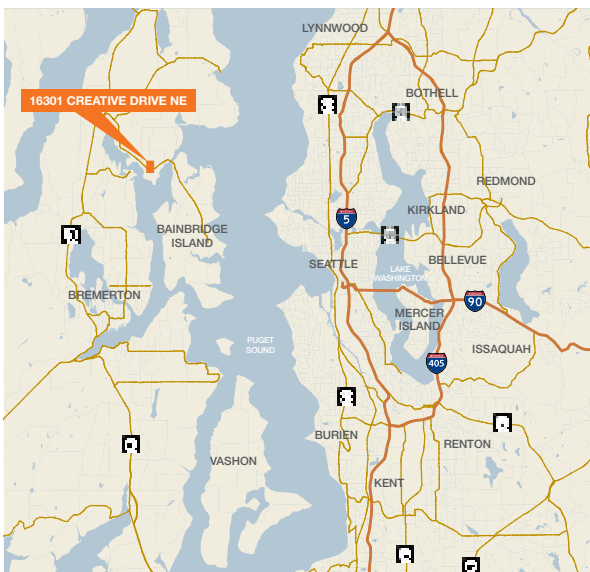 LYNNWOOD
BOTHELL
16301 CREATIVE DRIVE NE
REDMOND
KIRKLAND
5
BAINBRIDGE
ISLAND
SEATTLE
BELLEVUE
LAKE
WASHINGTON
BREMERTON
90
MERCER
ISLAND
PUGET
SOUND
ISSAQUAH
405
BURIEN
RENTON
VASHON
KENT